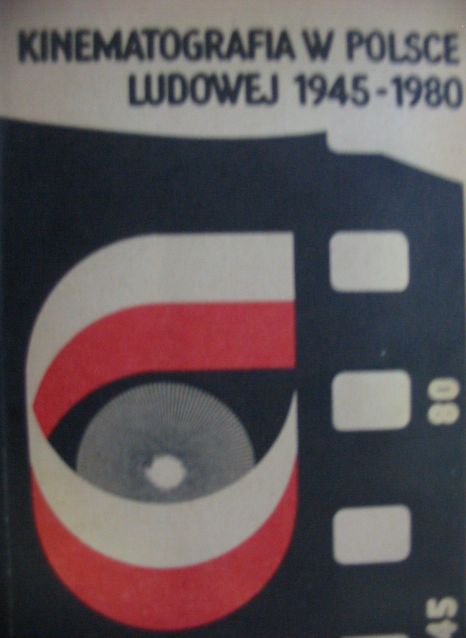 KINEMATOGRAFIA W POLSCE
LUDOWEJ 1945-1980
80
45